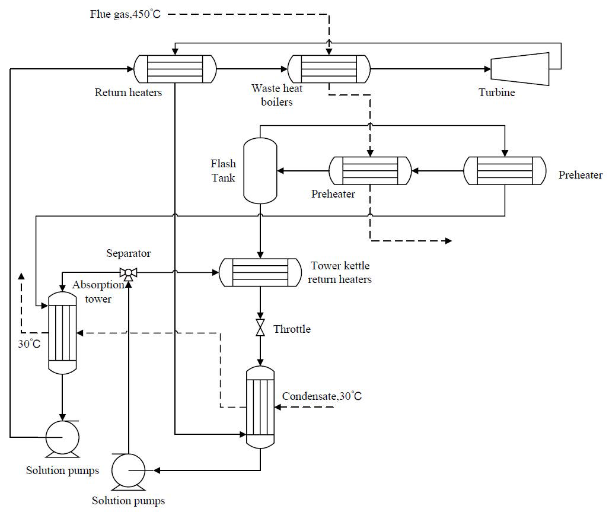 Flue gas,450℃
Return heaters
Waste heat
boilers
Turbine
Flash
Tank
Preheater
Preheater
Separator
Absorption
tower
Tower kettle
return heaters
30℃
Throttle
Condensate,30℃
Solution pumps
Solution pumps